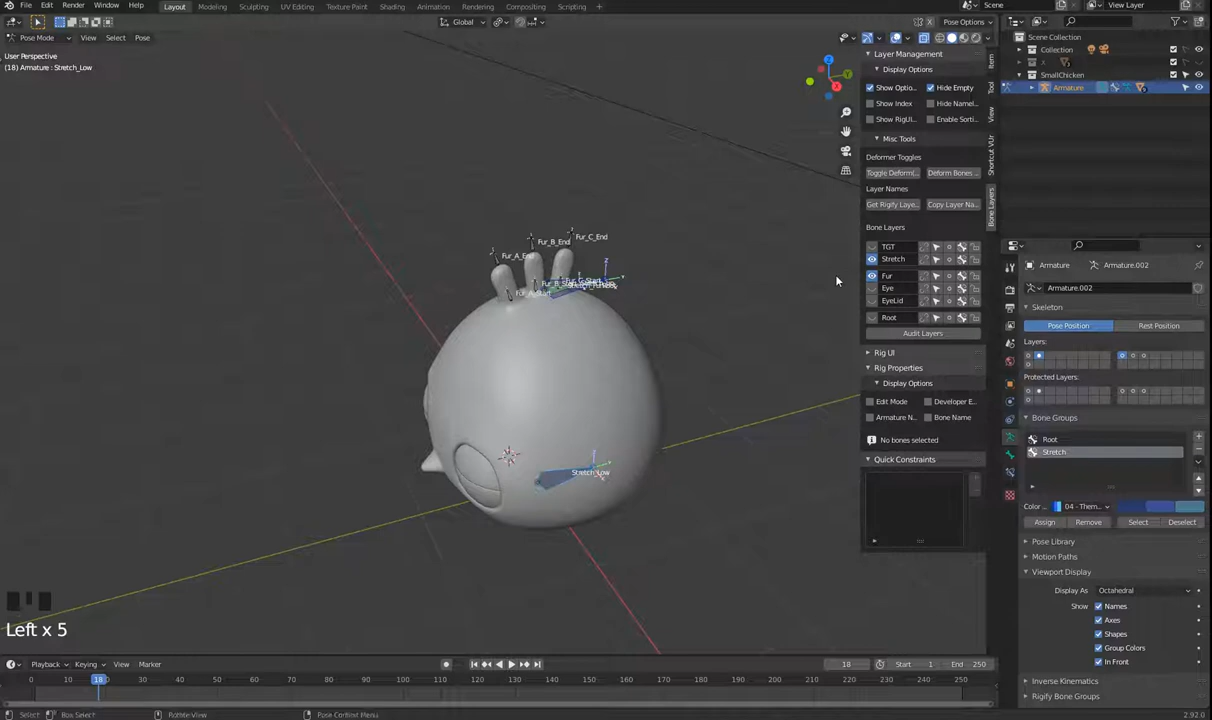 File Edit Render Window Help Layout Modeling Sculpting UV Editing Texture Paint Shading Animation Rendering Compositing Scripting Scene View Layer
Global Pose Options
Pose Mode View Select Pose
User Perspective
(18) Armature : Stretch_Low
Layer Management
Display Options
Show Optio... Hide Empty
Show Index Hide Namel...
Show RigUI... Enable Sorti...
Misc Tools
Deformer Toggles
Toggle Deform(... Deform Bones ...
Layer Names
Get Rigify Laye... Copy Layer Na...
Bone Layers
TGT
Stretch
Fur
Eye
EyeLid
Root
Audit Layers
Rig UI
Rig Properties
Display Options
Edit Mode Developer E...
Armature N... Bone Name
No bones selected
Quick Constraints
Item
Tool
View
Shortcut VUr
Bone Layers
Scene Collection
Collection
x
SmallChicken
Armature
Armature Armature.002
Armature.002
Skeleton
Pose Position Rest Position
Layers:
Protected Layers:
Bone Groups
Root
Stretch
Color ... 04 - Them...
Assign Remove Select Deselect
Pose Library
Motion Paths
Viewport Display
Display As Octahedral
Show Names
Axes
Shapes
Group Colors
In Front
Inverse Kinematics
Rigify Bone Groups
Fur_C_End
Fur_B_End
Fur_A_End
Fur_A_Start
Stretch_Low
Left x 5
Playback Keying View Marker 18 Start 1 End 250
10 18 30 40 50 60 70 80 90 100 110 120 130 140 150 160 170 180 190 200 210 220 230 240 250
Select Box Select Rotate View Pose Context Menu 2.92.0